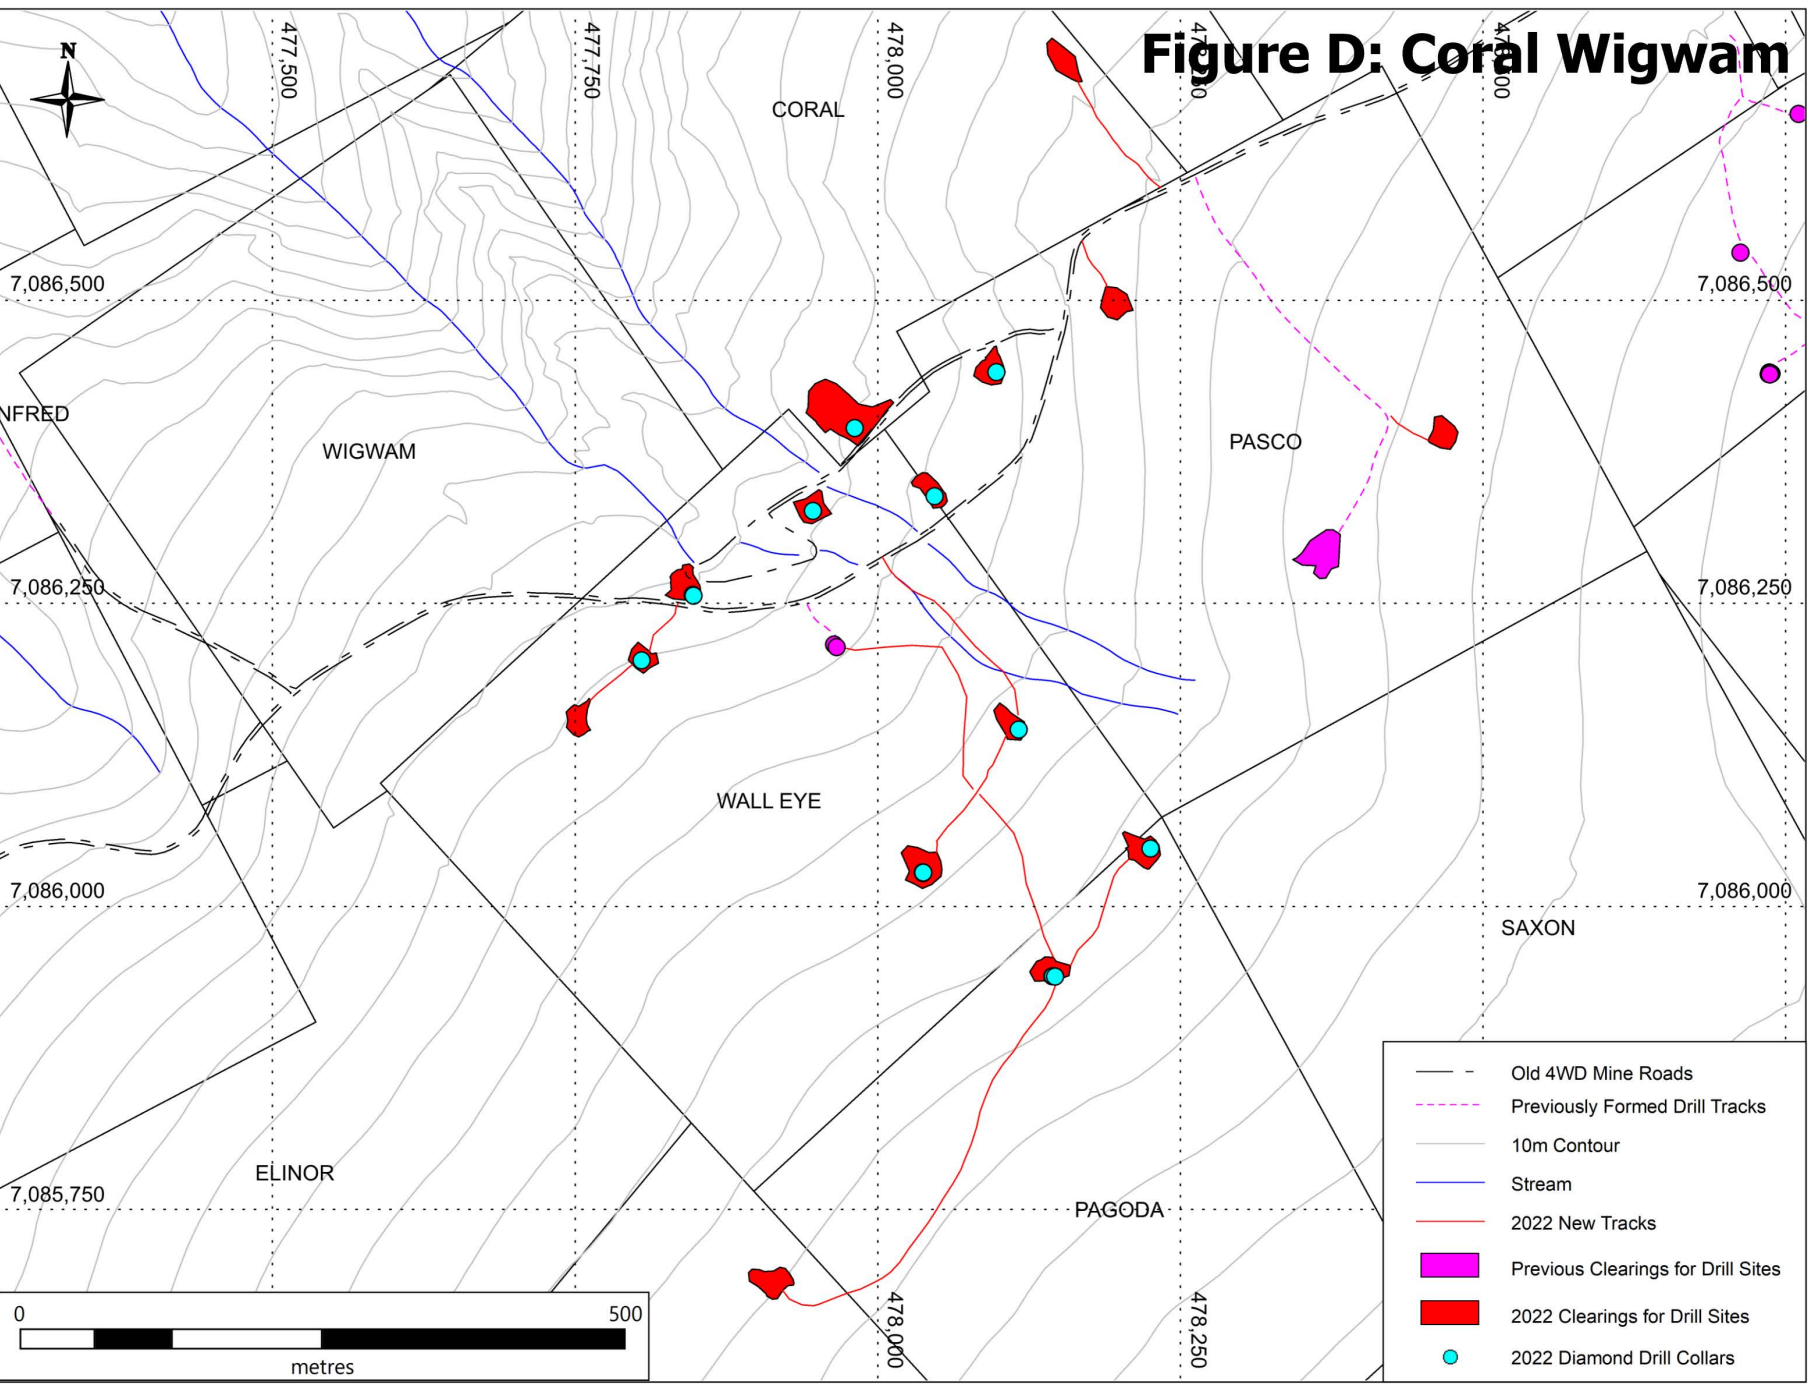 Figure D: Coral Wigwam
N
477,500
477,750
478,000
CORAL
7,086,500
7,086,500
NFRED
WIGWAM
PASCO
7,086,250
7,086,250
WALL EYE
7,086,000
7,086,000
SAXON
ELINOR
7,085,750
PAGODA
478,000
478,250
0
500
metres
Old 4WD Mine Roads
Previously Formed Drill Tracks
10m Contour
Stream
2022 New Tracks
Previous Clearings for Drill Sites
2022 Clearings for Drill Sites
2022 Diamond Drill Collars